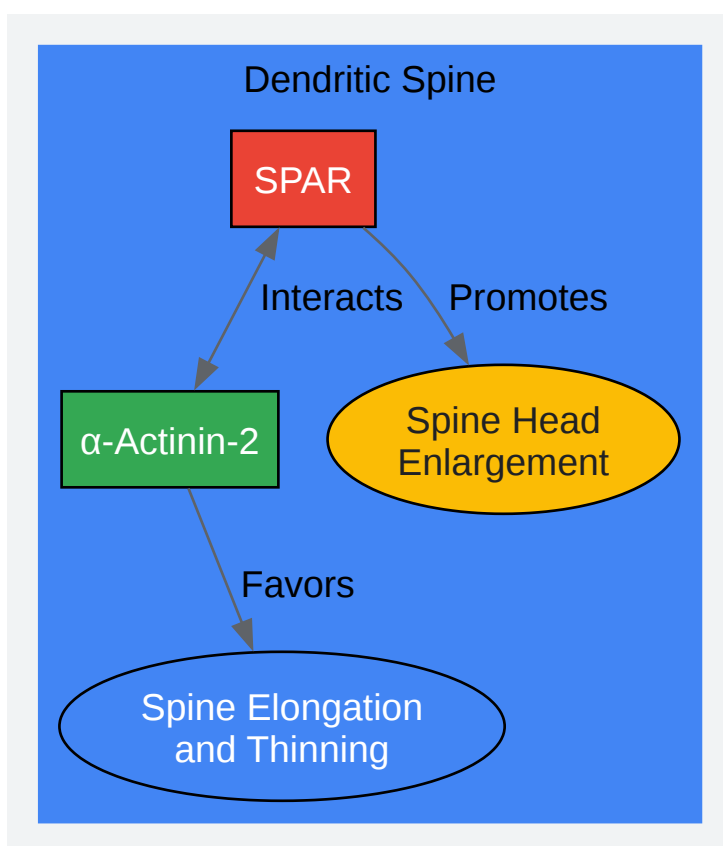 Dendritic Spine
SPAR
Interacts
Promotes
α-Actinin-2
Spine Head
Enlargement
Favors
Spine Elongation
and Thinning